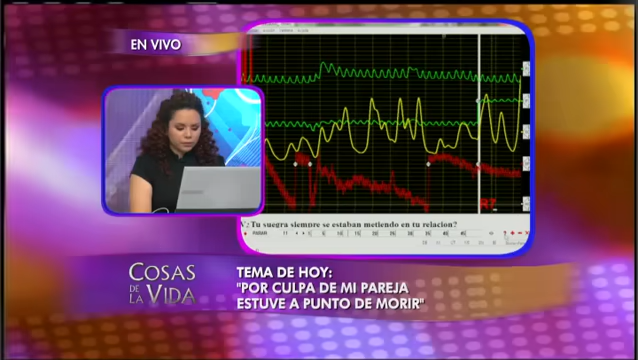 EN VIVO
R7
Tu suegra siempre se estaban metiendo en tu relacion?
COSAS
DE
LA VIDA
TEMA DE HOY:
"POR CULPA DE MI PAREJA
ESTUVE A PUNTO DE MORIR"